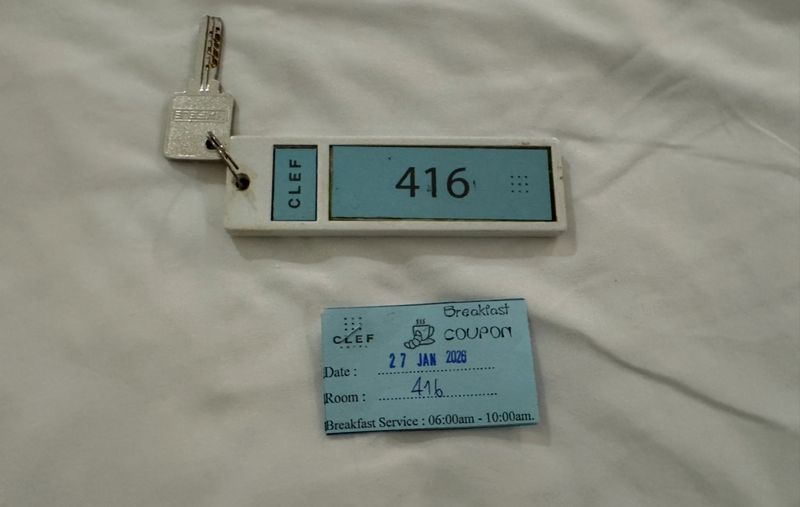 CLEF
416
Breakfast
CLEF
COUPON
Date : 27 JAN 2026
Room : 416
Breakfast Service : 06:00am - 10:00am.